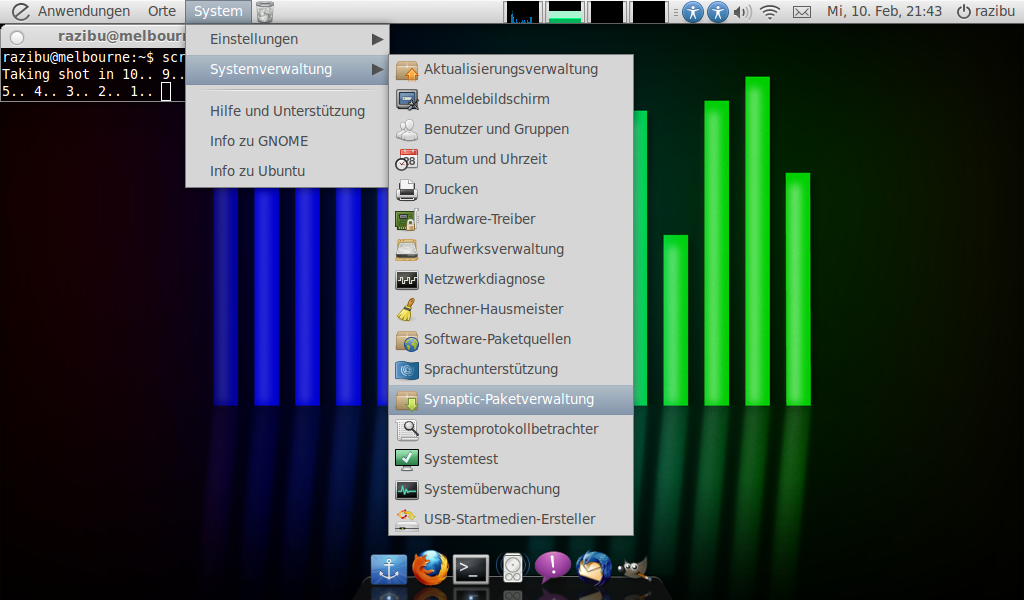 Anwendungen Orte System Mi, 10. Feb, 21:43 razibu
razibu@melbourn
razibu@melbourne:~$ scr
Taking shot in 10.. 9..
5.. 4.. 3.. 2.. 1..
Einstellungen
Systemverwaltung
Hilfe und Unterstützung
Info zu GNOME
Info zu Ubuntu
Aktualisierungsverwaltung
Anmeldebildschirm
Benutzer und Gruppen
Datum und Uhrzeit
Drucken
Hardware-Treiber
Laufwerksverwaltung
Netzwerkdiagnose
Rechner-Hausmeister
Software-Paketquellen
Sprachunterstützung
Synaptic-Paketverwaltung
Systemprotokollbetrachter
Systemtest
Systemüberwachung
USB-Startmedien-Ersteller